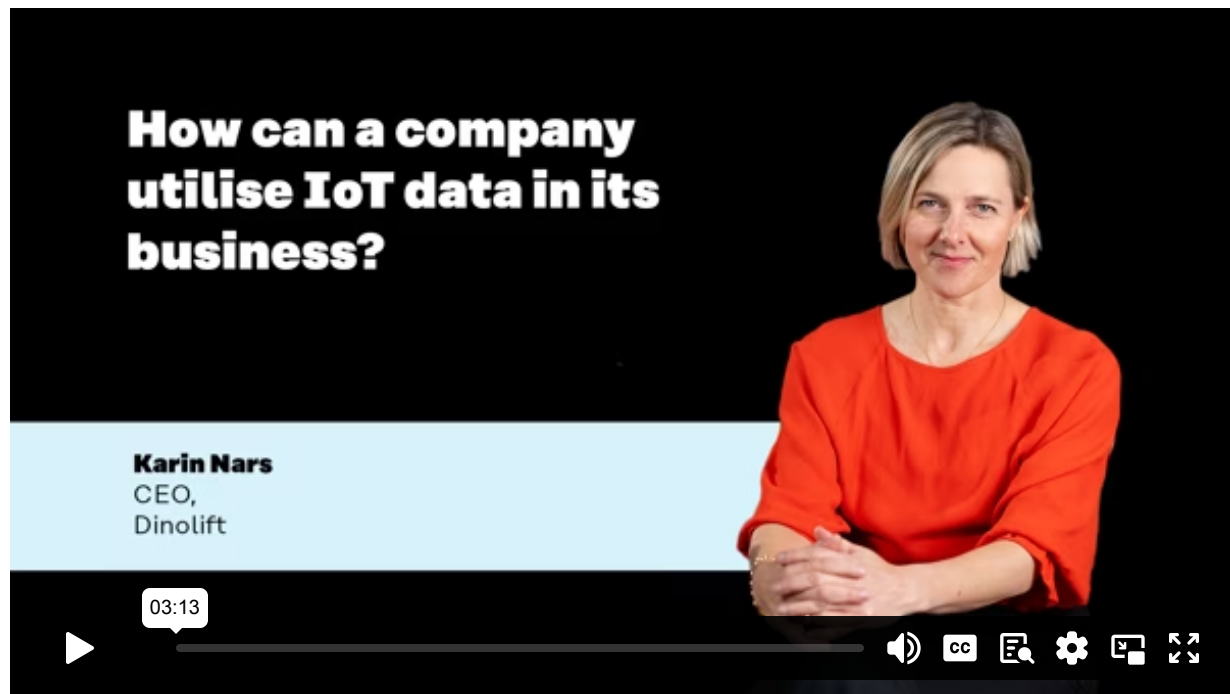 How can a company
utilise IoT data in its
business?
Karin Nars
CEO,
Dinolift
03:13
CC